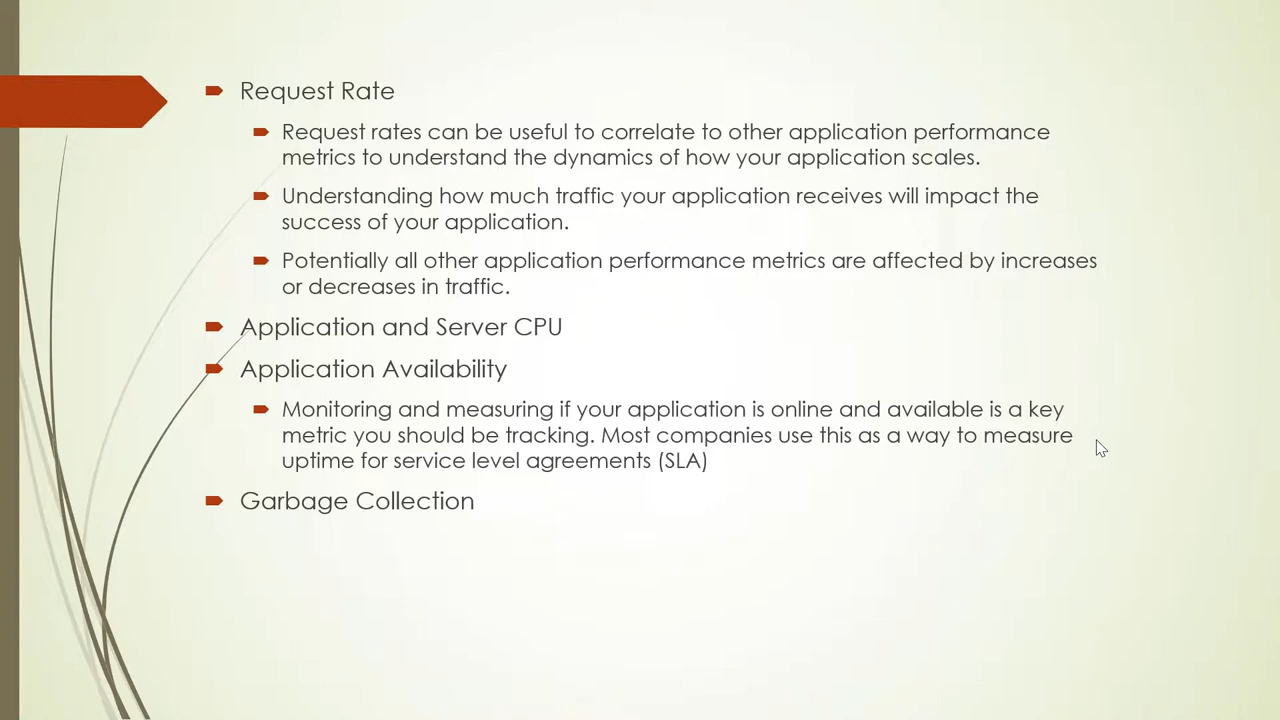 Request Rate
Request rates can be useful to correlate to other application performance
metrics to understand the dynamics of how your application scales.
Understanding how much traffic your application receives will impact the
success of your application.
Potentially all other application performance metrics are affected by increases
or decreases in traffic.
Application and Server CPU
Application Availability
Monitoring and measuring if your application is online and available is a key
metric you should be tracking. Most companies use this as a way to measure
uptime for service level agreements (SLA)
Garbage Collection